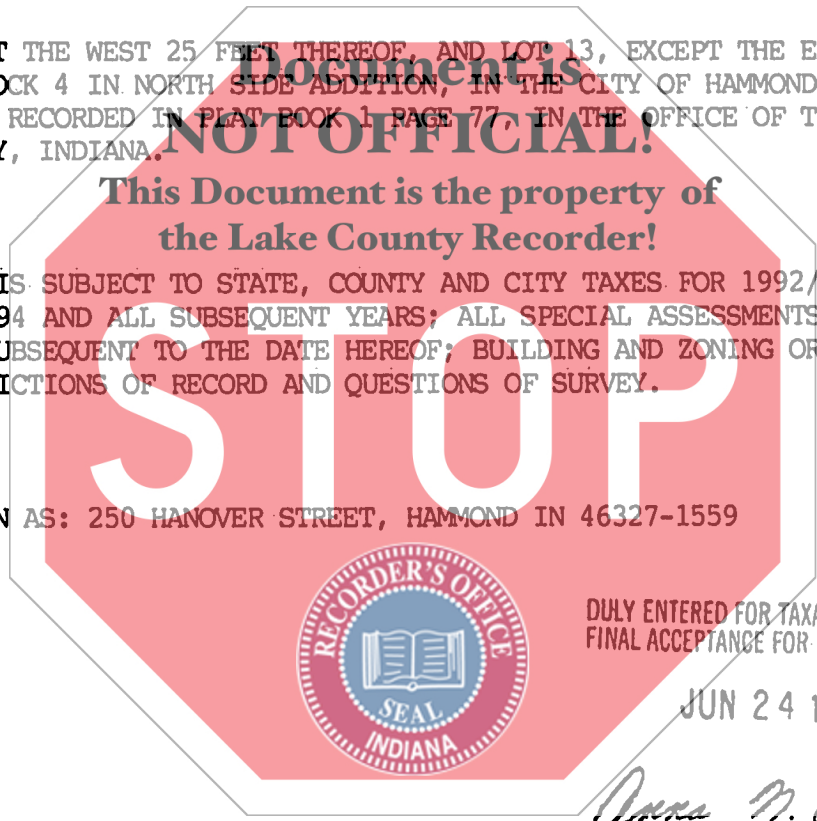 T THE WEST 25 FEET THEREOF, AND LOT 13, EXCEPT THE E
Document is
OCK 4 IN NORTH SIDE ADDITION, IN THE CITY OF HAMMOND
RECORDED IN PLAT BOOK 1 PAGE 77, IN THE OFFICE OF T
NOT OFFICIAL!
Y, INDIANA.
This Document is the property of
the Lake County Recorder!
IS SUBJECT TO STATE, COUNTY AND CITY TAXES FOR 1992/
94 AND ALL SUBSEQUENT YEARS; ALL SPECIAL ASSESSMENTS
UBSEQUENT TO THE DATE HEREOF; BUILDING AND ZONING OR
ICTIONS OF RECORD AND QUESTIONS OF SURVEY.
STOP
N AS: 250 HANOVER STREET, HAMMOND IN 46327-1559
RECORDER'S OFFICE
SEAL
INDIANA
DULY ENTERED FOR TAXA
FINAL ACCEPTANCE FOR
JUN 24 1